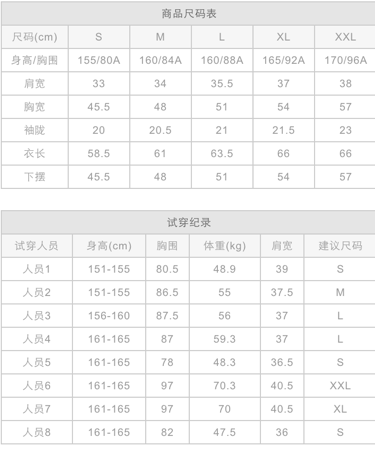 商品尺码表
尺码(cm) S M L XL XXL
身高/胸围 155/80A 160/84A 160/88A 165/92A 170/96A
肩宽 33 34 35.5 37 38
胸宽 45.5 48 51 54 57
袖陇 20 20.5 21 21.5 23
衣长 58.5 61 63.5 66 66
下摆 45.5 48 51 54 57
试穿纪录
试穿人员 身高(cm) 胸围 体重(kg) 肩宽 建议尺码
人员1 151-155 80.5 48.9 39 S
人员2 151-155 86.5 55 37.5 M
人员3 156-160 87.5 56 37 L
人员4 161-165 87 59.3 37 L
人员5 161-165 78 48.3 36.5 S
人员6 161-165 97 70.3 40.5 XXL
人员7 161-165 97 70 40.5 XL
人员8 161-165 82 47.5 36 S